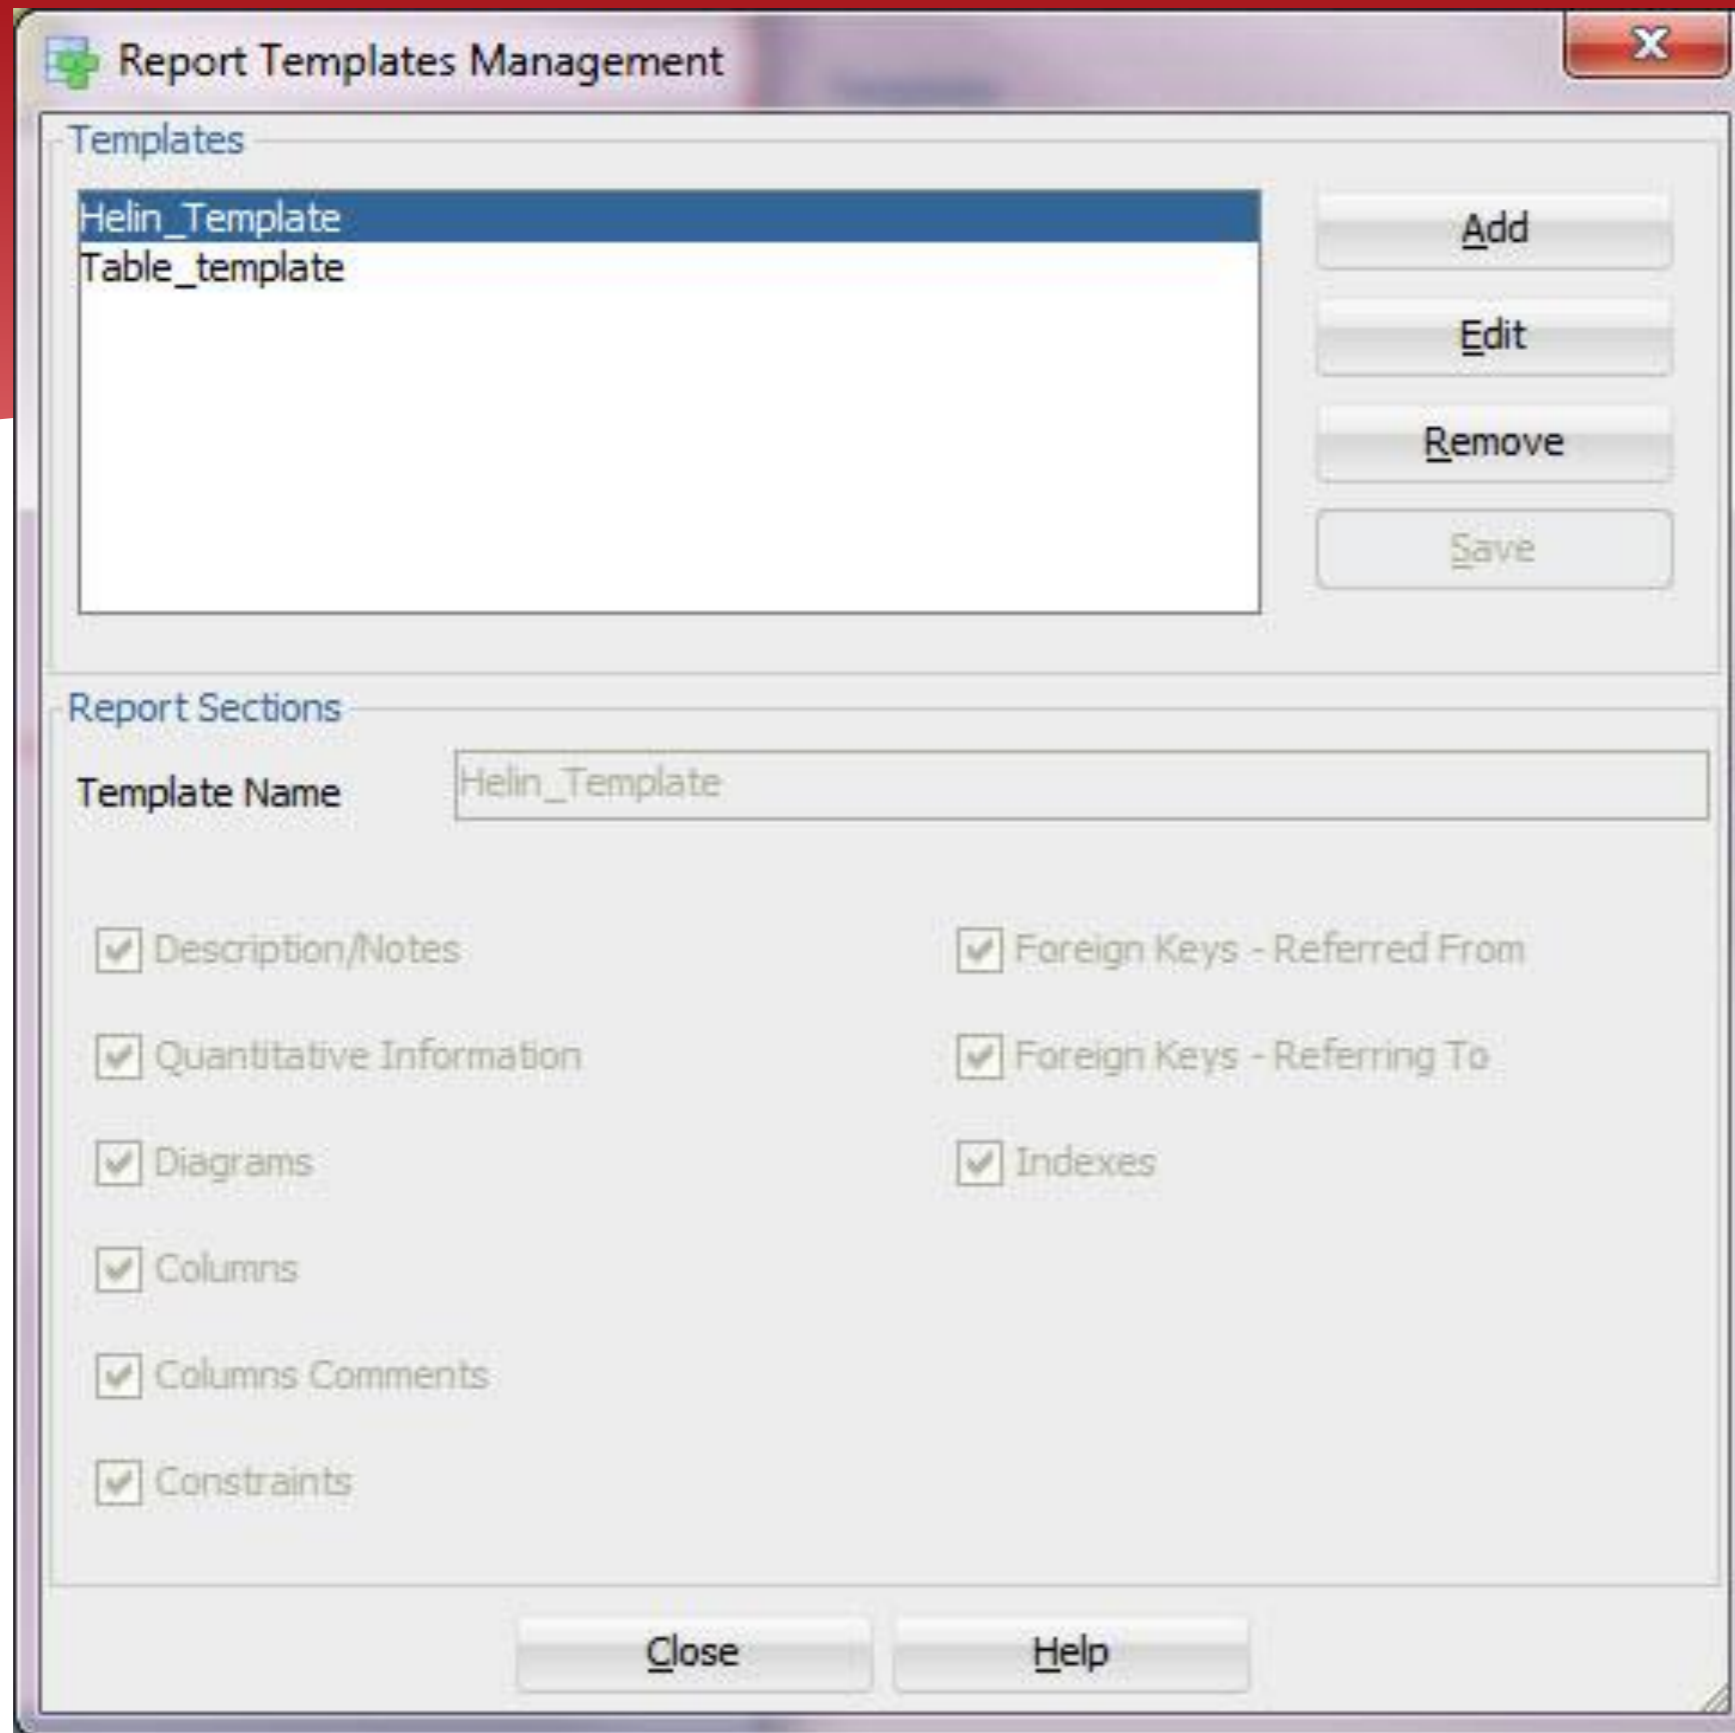 Report Templates Management
Templates
Helin_Template
Table_template
Add
Edit
Remove
Save
Report Sections
Template Name
Helin_Template
Description/Notes
Foreign Keys - Referred From
Quantitative Information
Foreign Keys - Referring To
Diagrams
Indexes
Columns
Columns Comments
Constraints
Close
Help